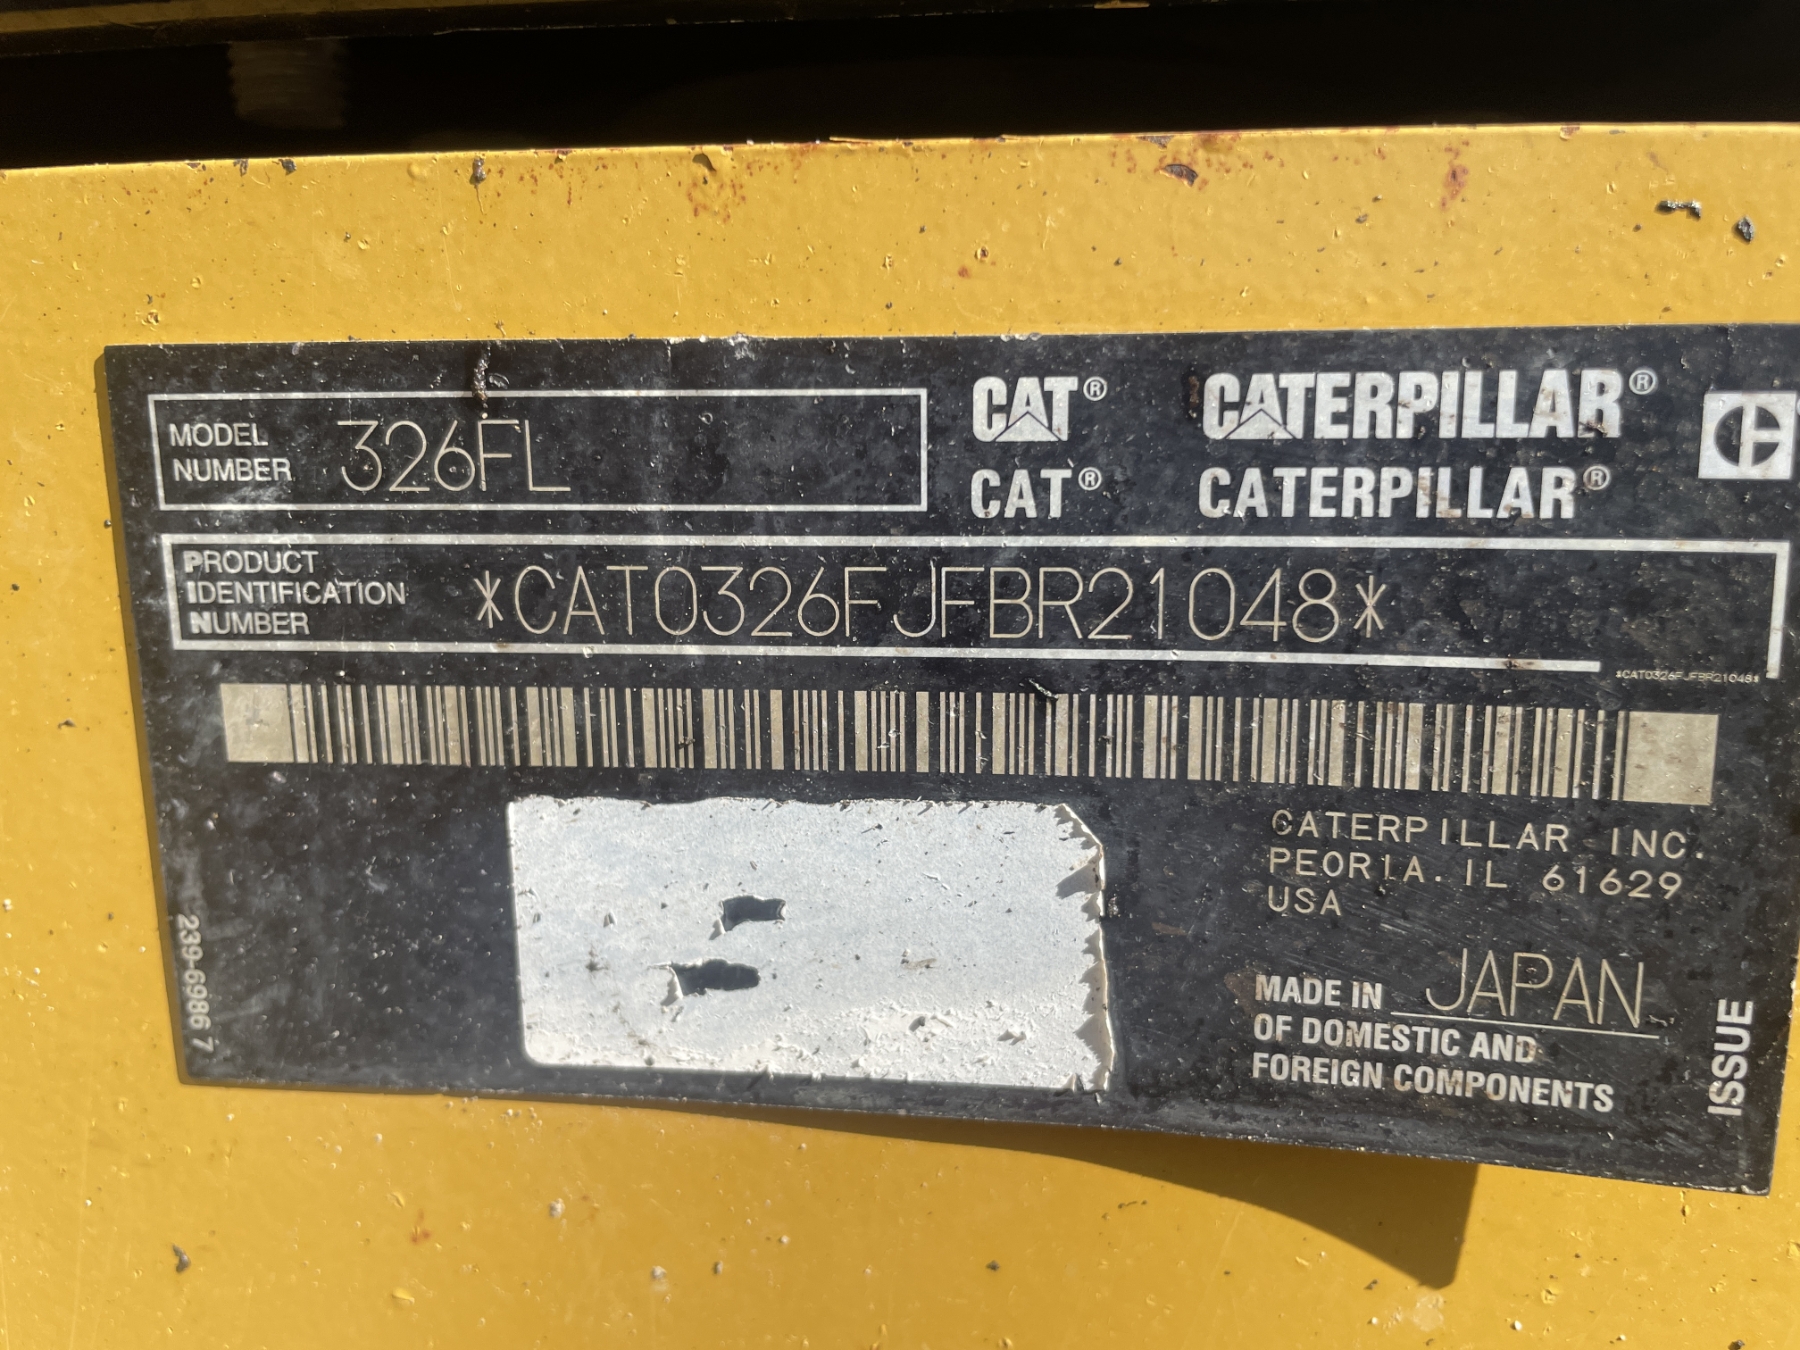 MODEL
NUMBER 326FL
CAT® CATERPILLAR®
CAT® CATERPILLAR®
PRODUCT
IDENTIFICATION
NUMBER
*CAT0326FJFBR21048*
*CAT0326FJFBR21048*
CATERPILLAR INC.
PEORIA. IL 61629
USA
MADE IN JAPAN
OF DOMESTIC AND
FOREIGN COMPONENTS
239-6986 7
ISSUE